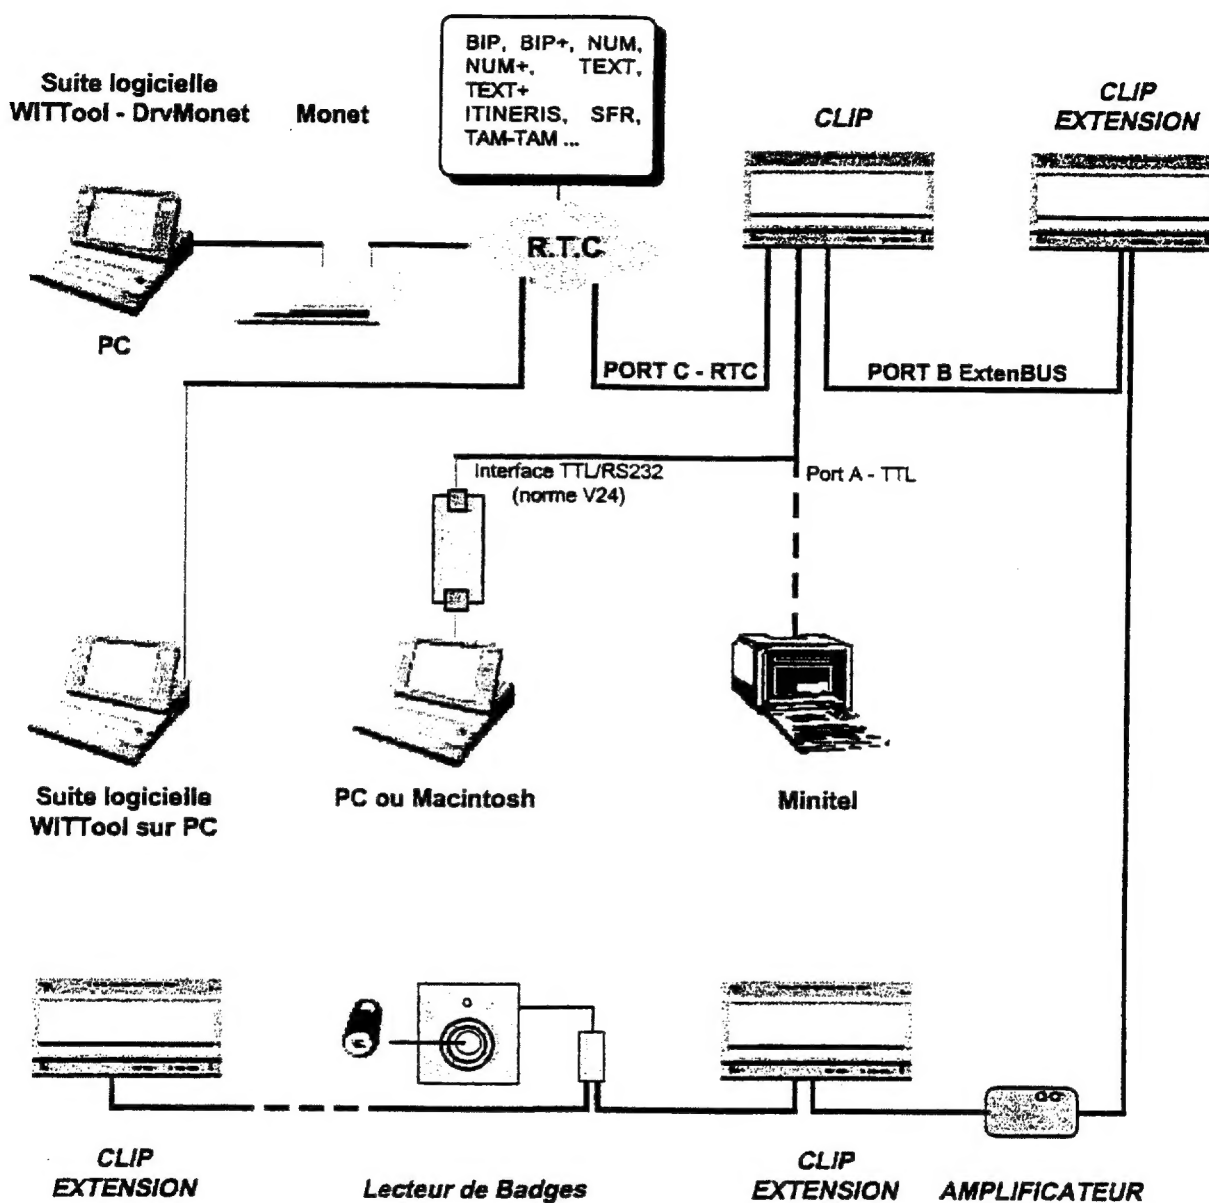 BIP, BIP+, NUM,
NUM+, TEXT,
TEXT+
ITINERIS, SFR,
TAM-TAM ...
Suite logicielle
WITTool - DrvMonet
Monet
CLIP
CLIP
EXTENSION
R.T.C
PC
PORT C - RTC
PORT B ExtenBUS
Interface TTL/RS232
(norme V24)
Port A - TTL
Suite logicielle
WITTool sur PC
PC ou Macintosh
Minitel
CLIP
EXTENSION
Lecteur de Badges
CLIP
EXTENSION
AMPLIFICATEUR